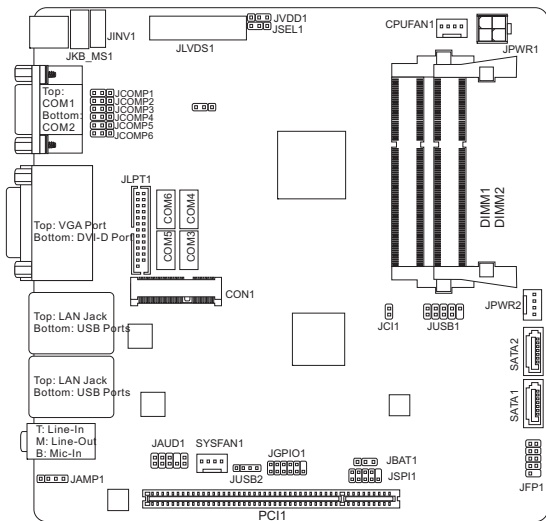 JVDD1
JSEL1
JLVDS1
JINV1
JKB_MS1
CPUFAN1
JPWR1
Top:
COM1
Bottom:
COM2
JCOMP1
JCOMP2
JCOMP3
JCOMP4
JCOMP5
JCOMP6
JLPT1
COM6
COM4
COM5
COM3
DIMM1
DIMM2
Top: VGA Port
Bottom: DVI-D Port
CON1
Top: LAN Jack
Bottom: USB Ports
JCI1
JUSB1
JPWR2
SATA2
Top: LAN Jack
Bottom: USB Ports
SATA1
T: Line-In
M: Line-Out
B: Mic-In
JAUD1
SYSFAN1
JGPIO1
JBAT1
JAMP1
JUSB2
JSPI1
JFP1
PCI1